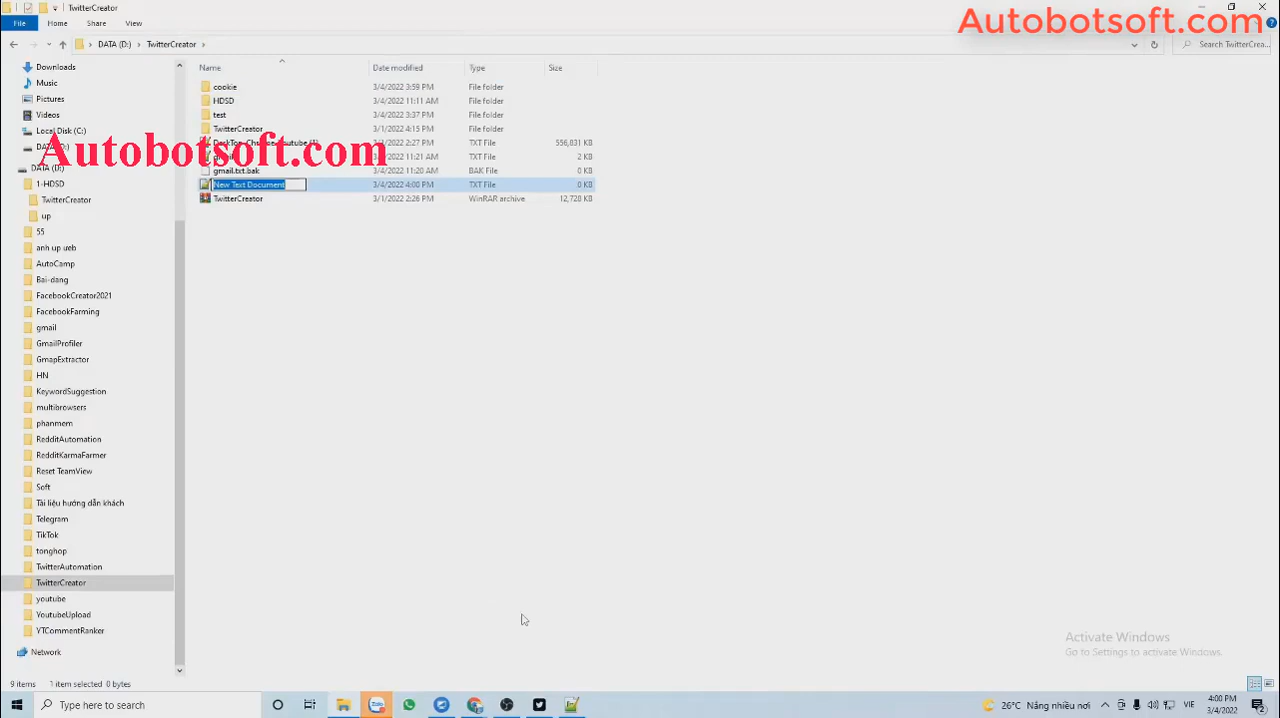 TwitterCreator
Autobotsoft.com
File Home Share View
DATA (D:) TwitterCreator Search TwitterCrea...
Name Date modified Type Size
Downloads
Music
Pictures
Videos
Local Disk (C:)
DATA (D:)
DATA (D:)
1-HDSD
TwitterCreator
up
55
anh up web
AutoCamp
Bai-dang
FacebookCreator2021
FacebookFarming
gmail
GmailProfiler
GmapExtractor
HN
KeywordSuggestion
multibrowsers
phanmem
RedditAutomation
RedditKarmaFarmer
Reset TeamView
Soft
Tài liệu hướng dẫn khách
Telegram
TikTok
tonghop
TwitterAutomation
TwitterCreator
youtube
YoutubeUpload
YTCommentRanker
Network
cookie 3/4/2022 3:59 PM File folder
HDSD 3/4/2022 11:11 AM File folder
test 3/4/2022 3:37 PM File folder
TwitterCreator 3/1/2022 4:15 PM File folder
2:27 PM TXT File 556,831 KB
Autobotsoft.com
11:21 AM TXT File 2 KB
gmail.txt.bak 3/4/2022 11:20 AM BAK File 0 KB
New Text Document 3/4/2022 4:00 PM TXT File 0 KB
TwitterCreator 3/1/2022 2:26 PM WinRAR archive 12,728 KB
Activate Windows
Go to Settings to activate Windows.
9 items 1 item selected 0 bytes
Type here to search
26°C Nắng nhiều nơi VIE
4:00 PM
3/4/2022
2